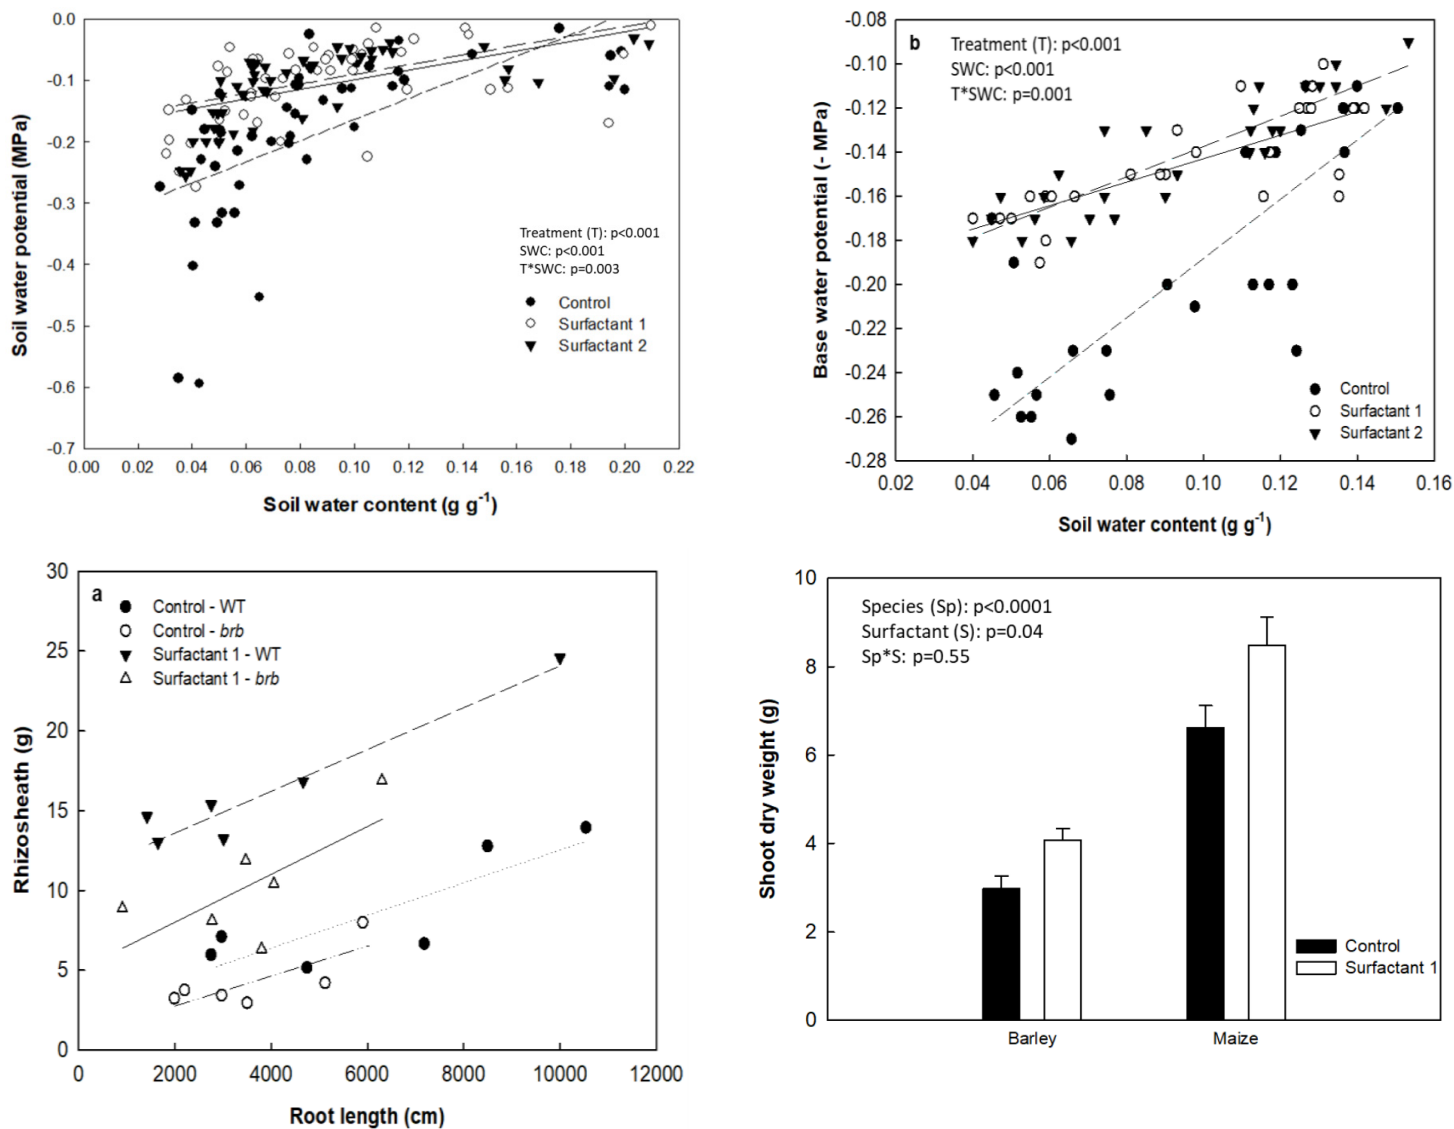 0.0
-0.1
-0.2
-0.3
-0.4
-0.5
-0.6
-0.7
Soil water potential (MPa)
Treatment (T): p<0.001
SWC: p<0.001
T*SWC: p=0.003
Control
Surfactant 1
Surfactant 2
0.00 0.02 0.04 0.06 0.08 0.10 0.12 0.14 0.16 0.18 0.20 0.22
Soil water content (g g-1)
-0.08
-0.10
-0.12
-0.14
-0.16
-0.18
-0.20
-0.22
-0.24
-0.26
-0.28
Base water potential (- MPa)
b
Treatment (T): p<0.001
SWC: p<0.001
T*SWC: p=0.001
Control
Surfactant 1
Surfactant 2
0.02 0.04 0.06 0.08 0.10 0.12 0.14 0.16
Soil water content (g g-1)
30
25
20
15
10
5
0
Rhizosheath (g)
a
Control - WT
Control - brb
Surfactant 1 - WT
Surfactant 1 - brb
0 2000 4000 6000 8000 10000 12000
Root length (cm)
10
8
6
4
2
0
Shoot dry weight (g)
Species (Sp): p<0.0001
Surfactant (S): p=0.04
Sp*S: p=0.55
Control
Surfactant 1
Barley Maize